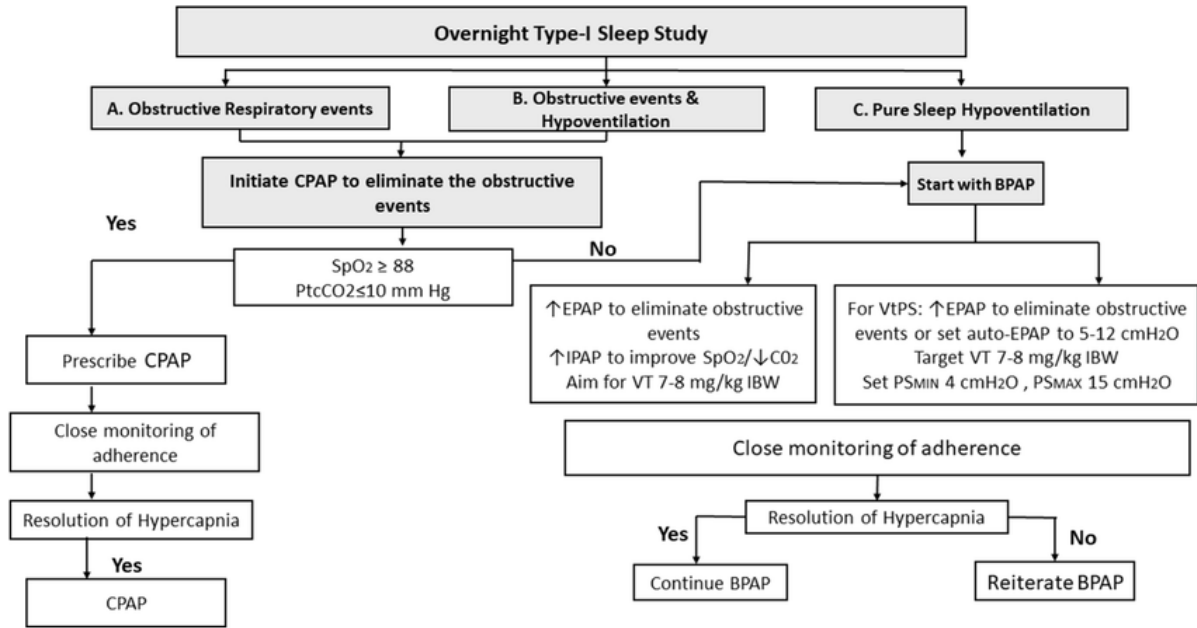 Overnight Type-I Sleep Study
A. Obstructive Respiratory events
B. Obstructive events &
Hypoventilation
C. Pure Sleep Hypoventilation
Initiate CPAP to eliminate the obstructive
events
Start with BPAP
Yes
No
SpO₂ ≥ 88
PtcCO2≤10 mm Hg
↑EPAP to eliminate obstructive
events
↑IPAP to improve SpO₂/↓C0₂
Aim for VT 7-8 mg/kg IBW
For VtPS: ↑EPAP to eliminate obstructive
events or set auto-EPAP to 5-12 cmH₂O
Target VT 7-8 mg/kg IBW
Set PSMIN 4 cmH₂O , PSMAX 15 cmH₂O
Prescribe CPAP
Close monitoring of
adherence
Resolution of Hypercapnia
Yes
CPAP
Close monitoring of adherence
Resolution of Hypercapnia
Yes
No
Continue BPAP
Reiterate BPAP